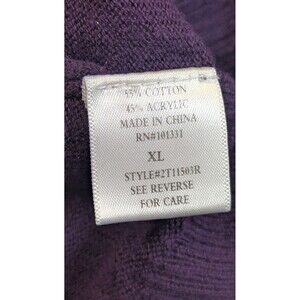 55% COTTON
45% ACRYLIC
MADE IN CHINA
RN#101331
XL
STYLE#2T11503R
SEE REVERSE
FOR CARE